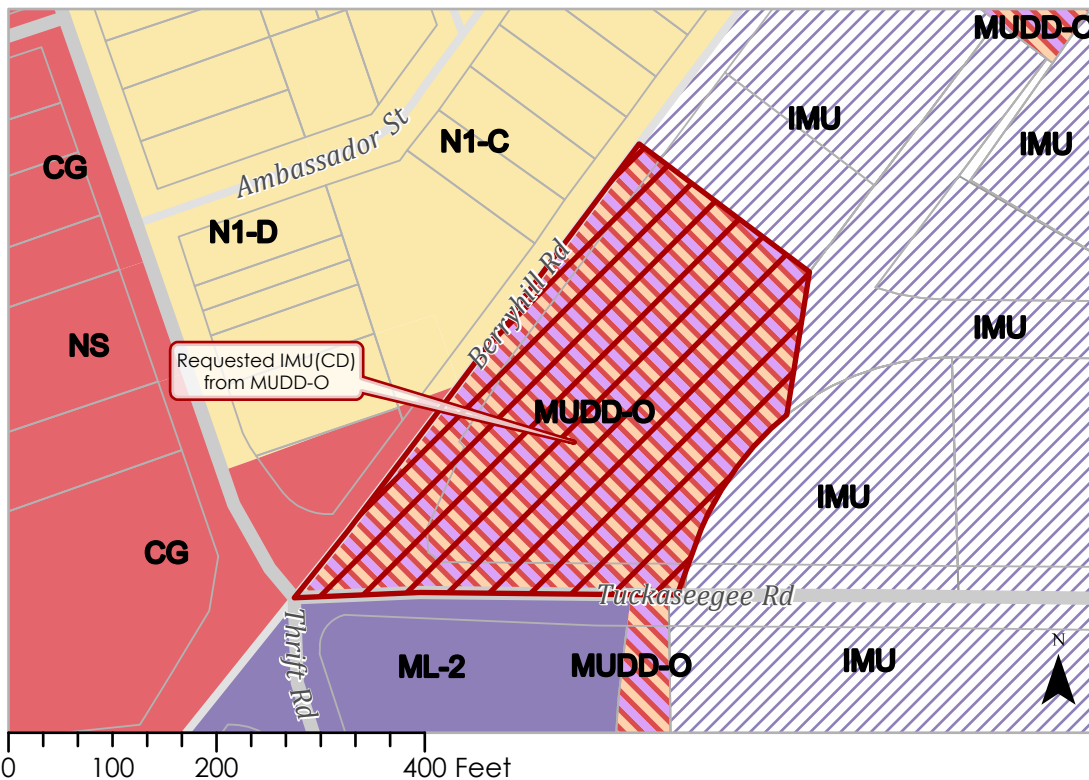 MUDD-O
IMU
IMU
CG
Ambassador St
N1-C
N1-D
Berryhill Rd
NS
IMU
Requested IMU(CD)
from MUDD-O
MUDD-O
IMU
CG
Tuckaseegee Rd
Thrift Rd
ML-2
MUDD-O
IMU
N
0 100 200 400 Feet